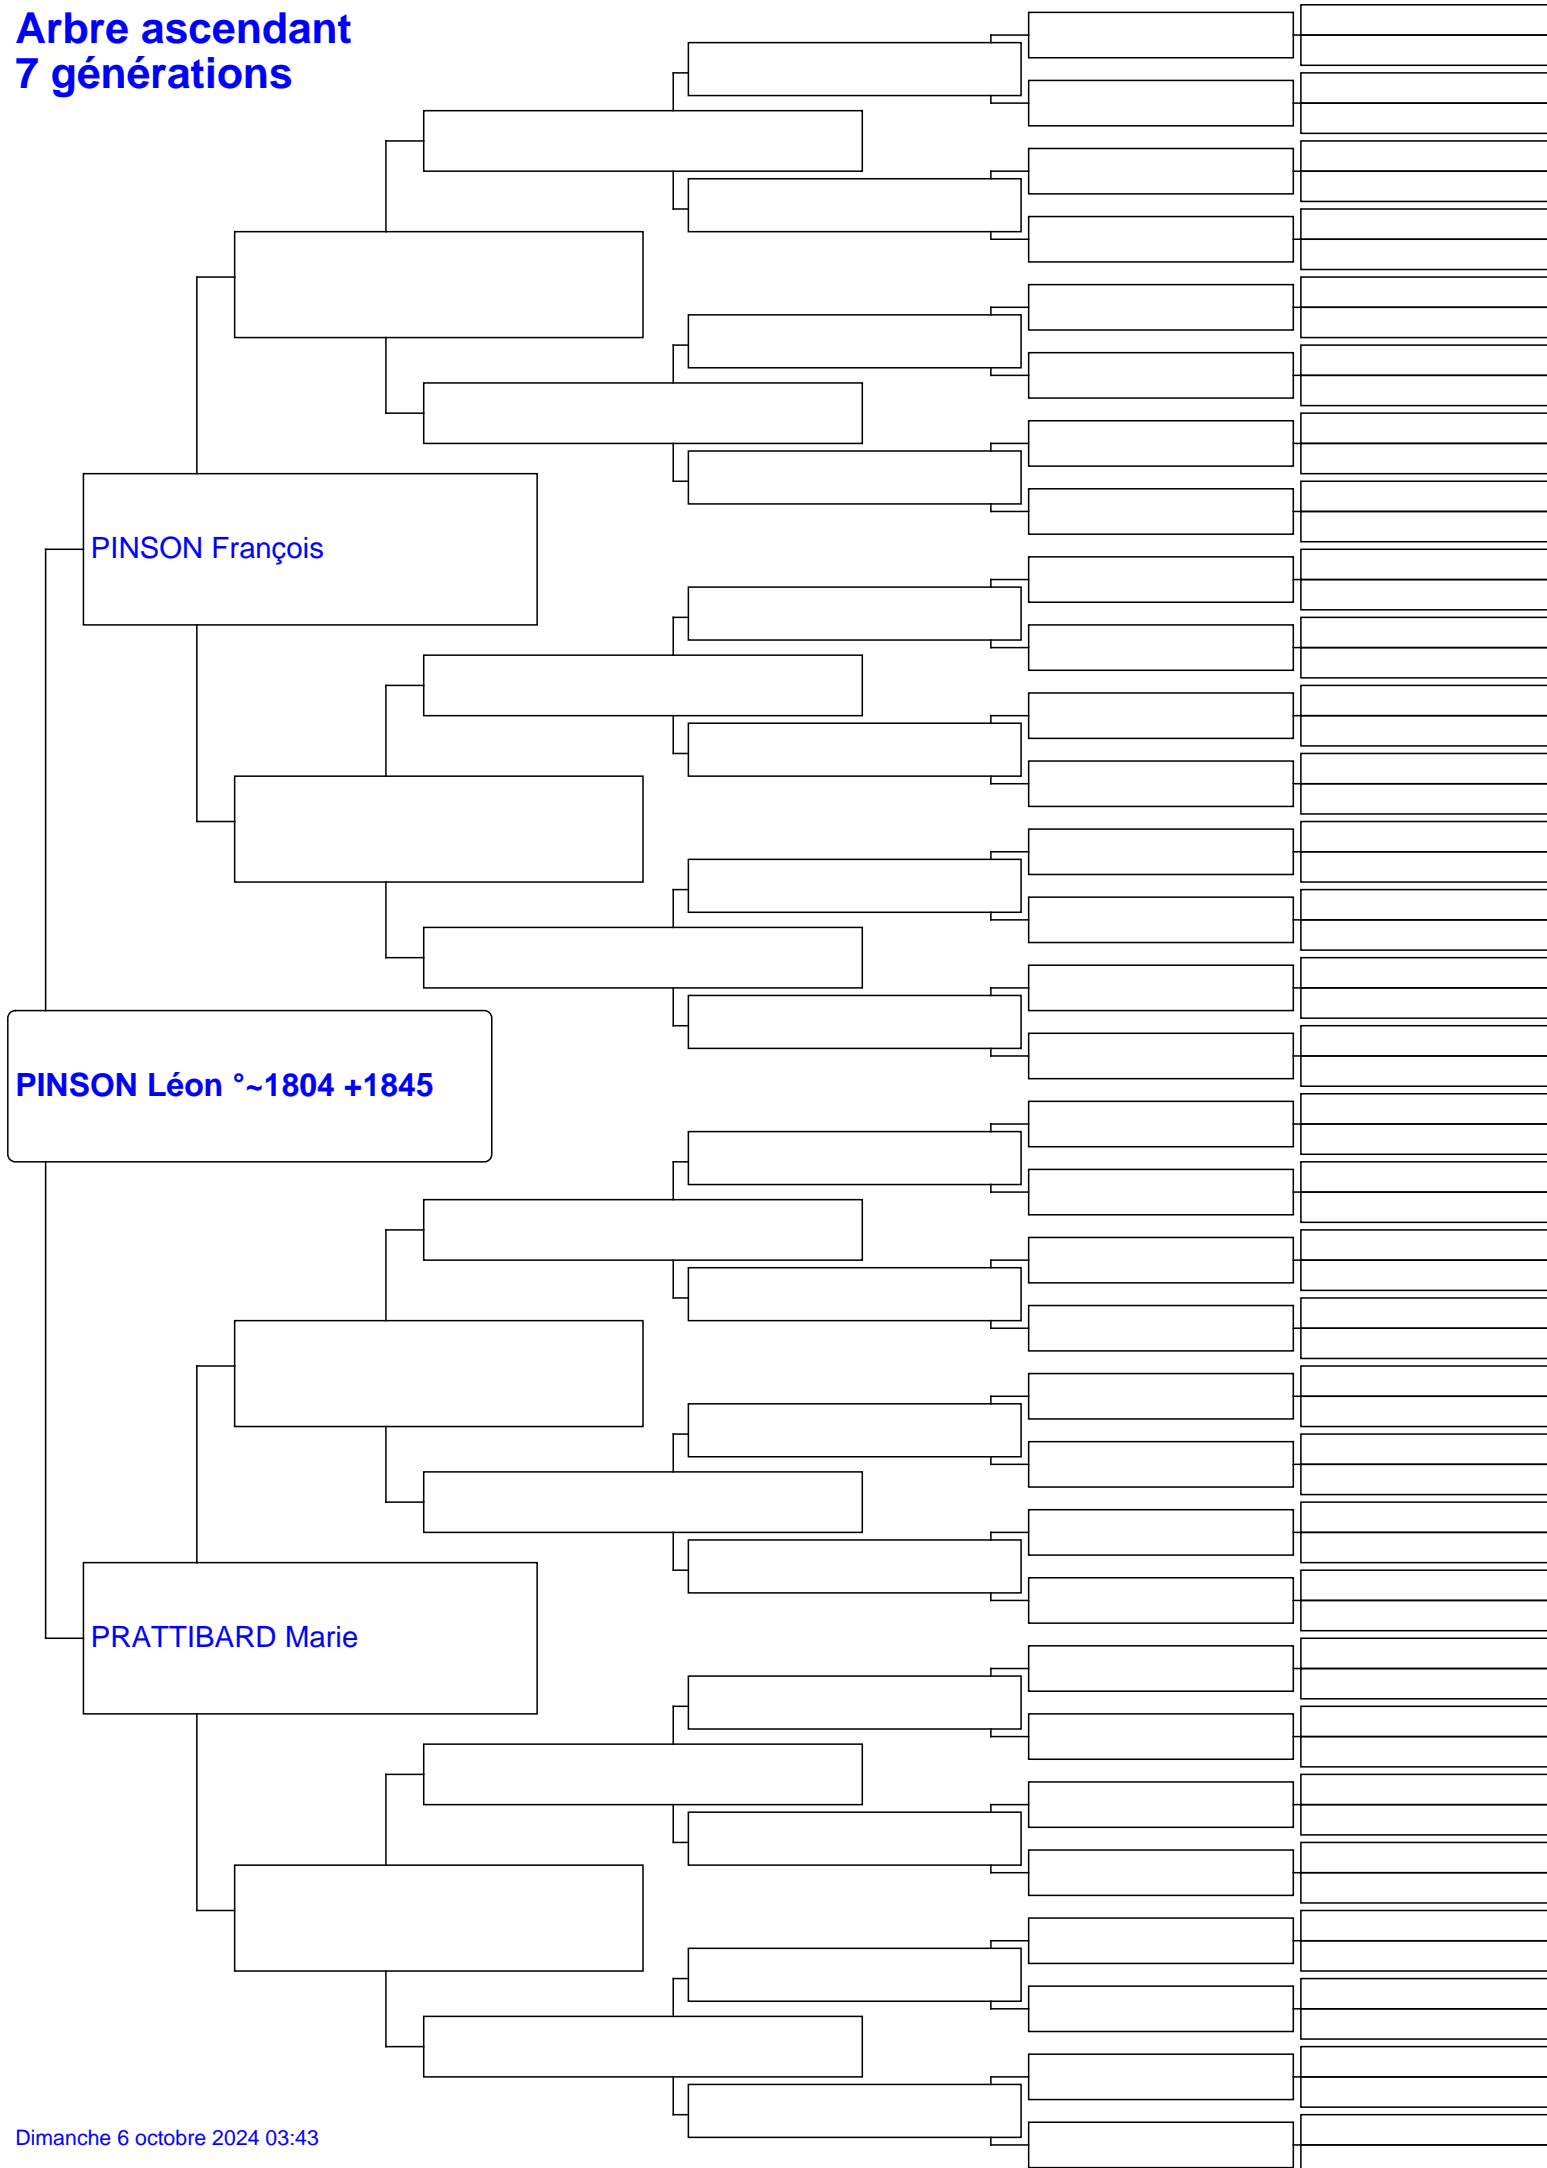 Arbre ascendant
7 générations
PINSON François
PINSON Léon °~1804 +1845
PRATTIBARD Marie
Dimanche 6 octobre 2024 03:43